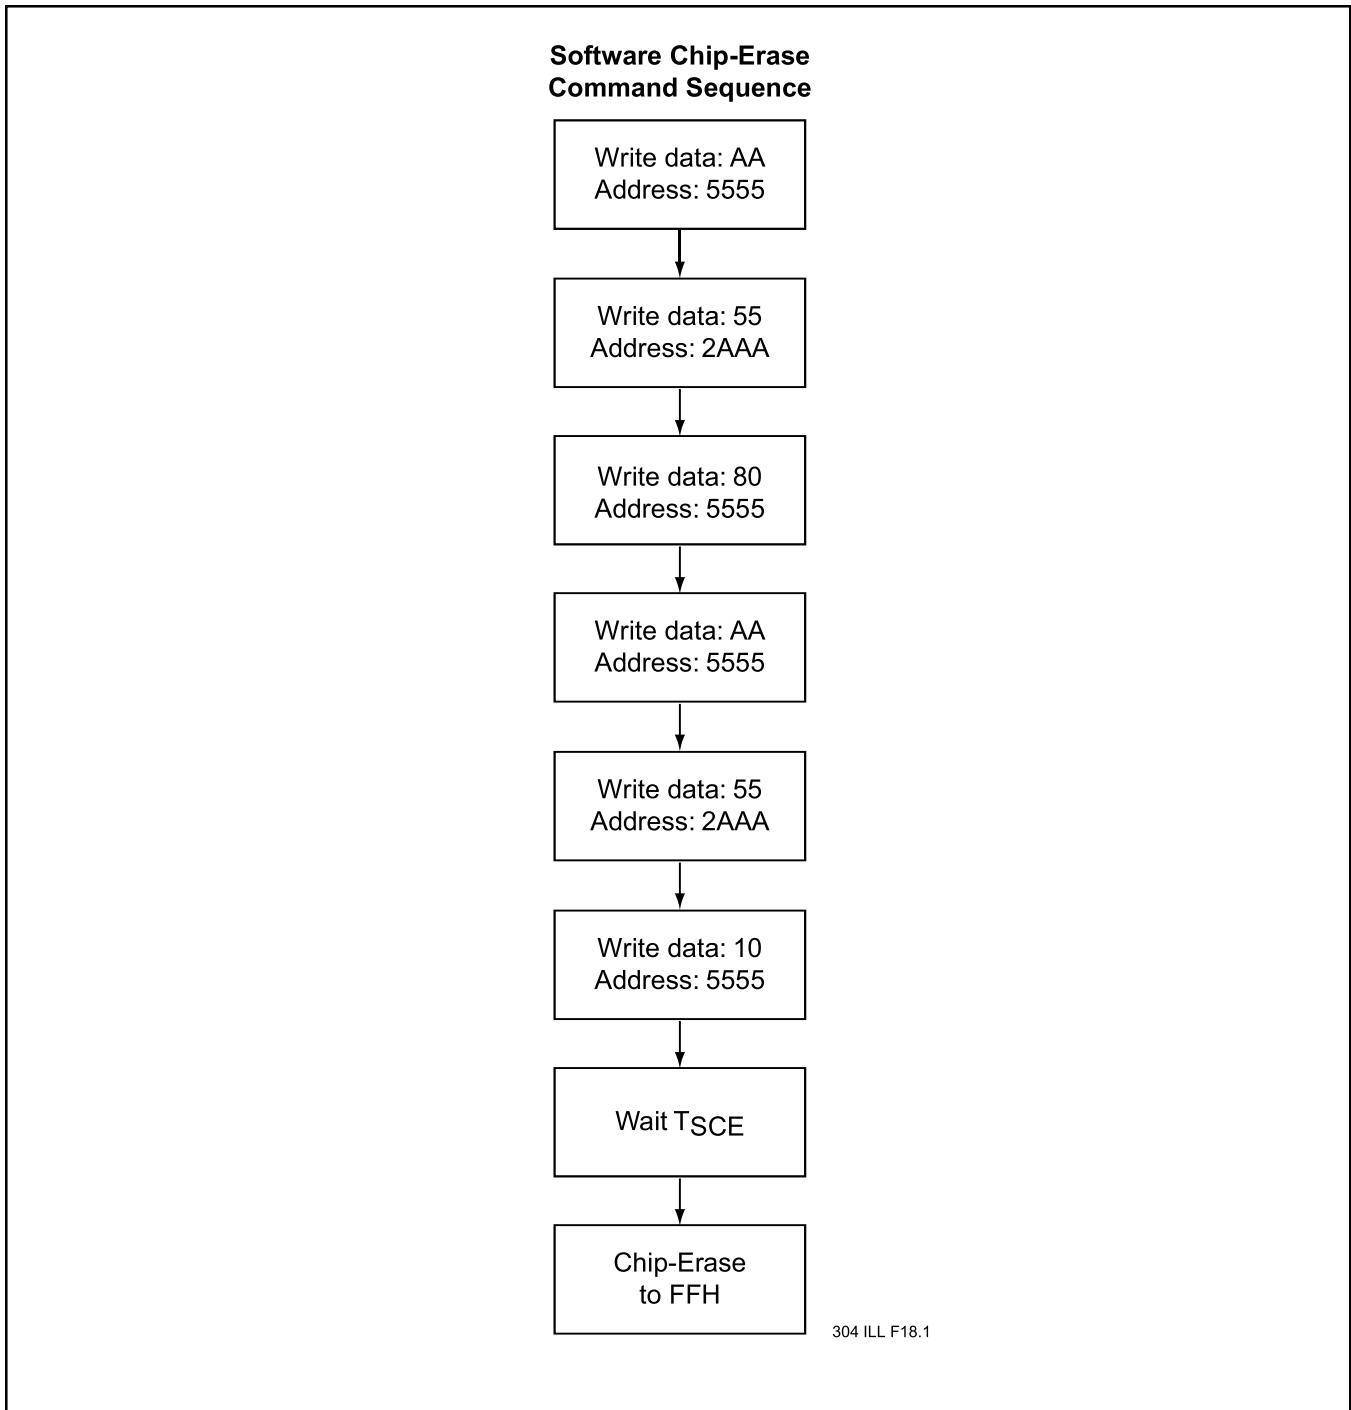 Software Chip-Erase
Command Sequence
Write data: AA
Address: 5555
Write data: 55
Address: 2AAA
Write data: 80
Address: 5555
Write data: AA
Address: 5555
Write data: 55
Address: 2AAA
Write data: 10
Address: 5555
Wait TSCE
Chip-Erase
to FFH
304 ILL F18.1